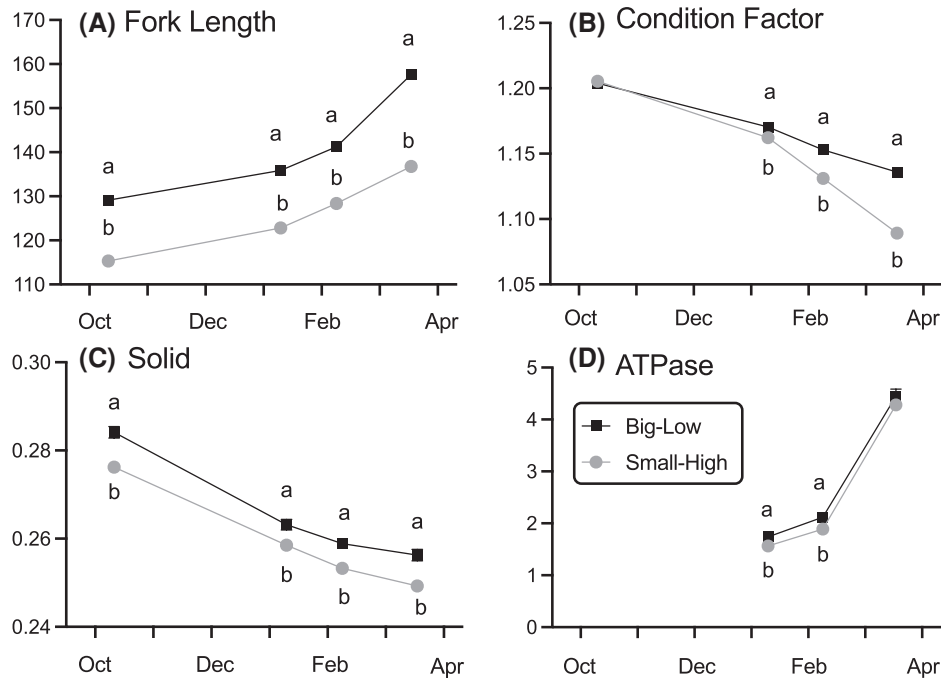 (A) Fork Length
170
160
150
140
130
120
110
a
a
a
a
b
b
b
b
Oct
Dec
Feb
Apr
(B) Condition Factor
1.25
1.20
1.15
1.10
1.05
a
a
a
b
b
b
Oct
Dec
Feb
Apr
(C) Solid
0.30
0.28
0.26
0.24
a
a
a
a
b
b
b
b
Oct
Dec
Feb
Apr
(D) ATPase
5
4
3
2
1
0
Big-Low
Small-High
a
a
b
b
Oct
Dec
Feb
Apr